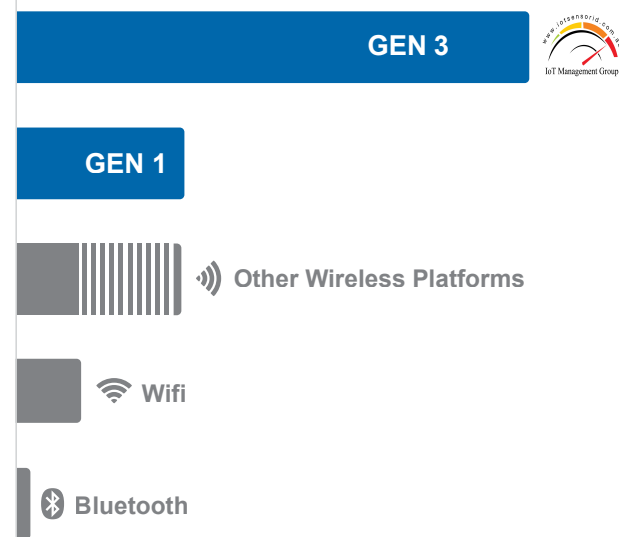 GEN 3
www.iotsensorid.com.au
IoT Management Group
GEN 1
Other Wireless Platforms
Wifi
Bluetooth